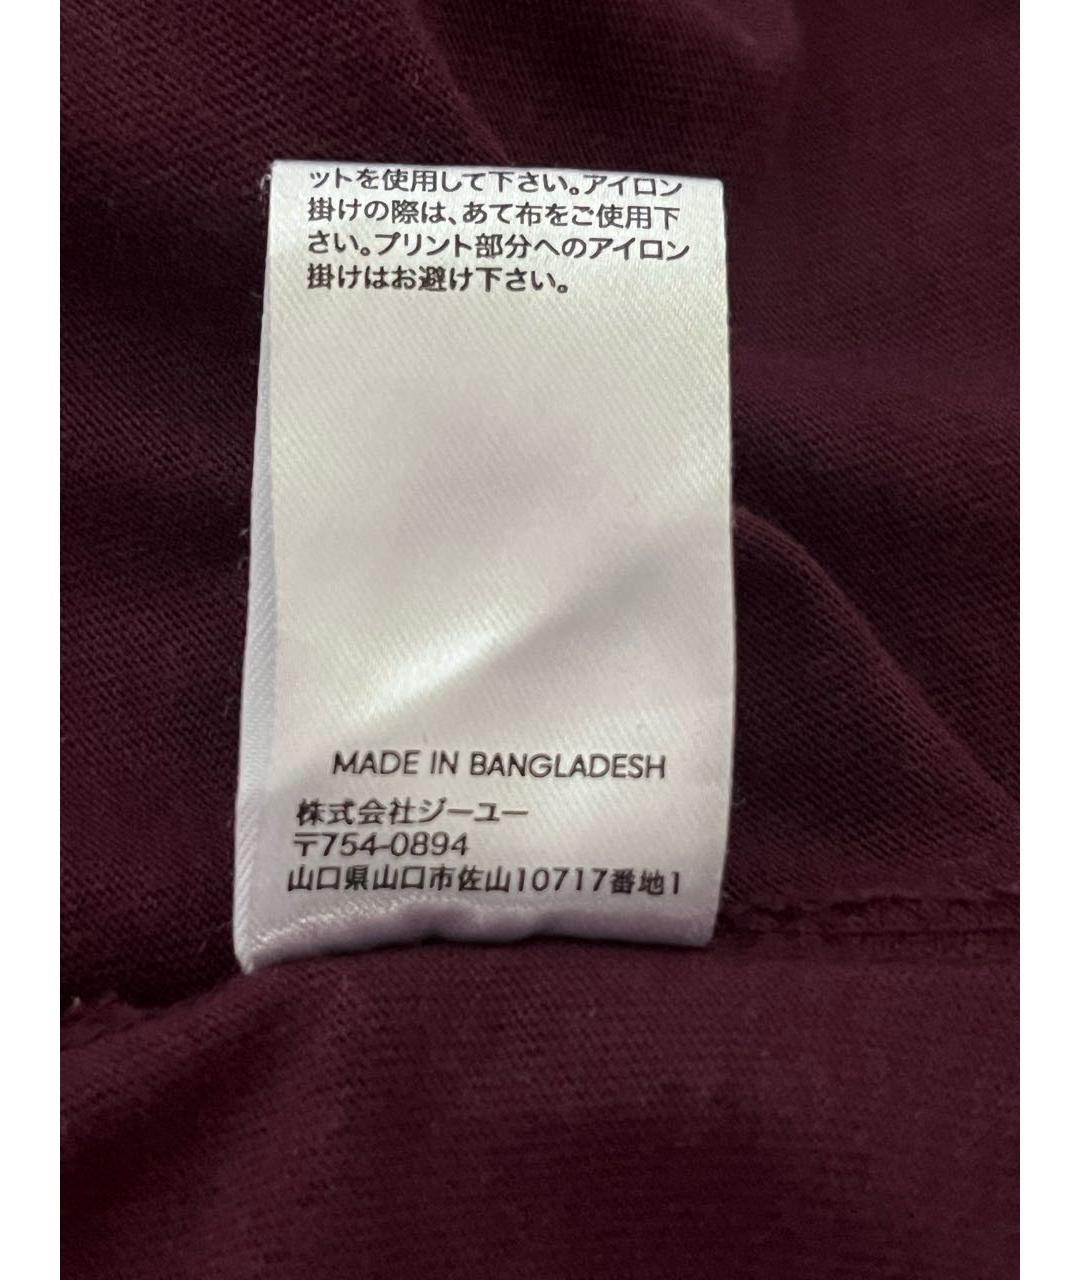 ットを使用して下さい。アイロン
掛けの際は、あて布をご使用下
さい。プリント部分へのアイロン
掛けはお避け下さい。
MADE IN BANGLADESH
株式会社ジーユー
〒754-0894
山口県山口市佐山10717番地1